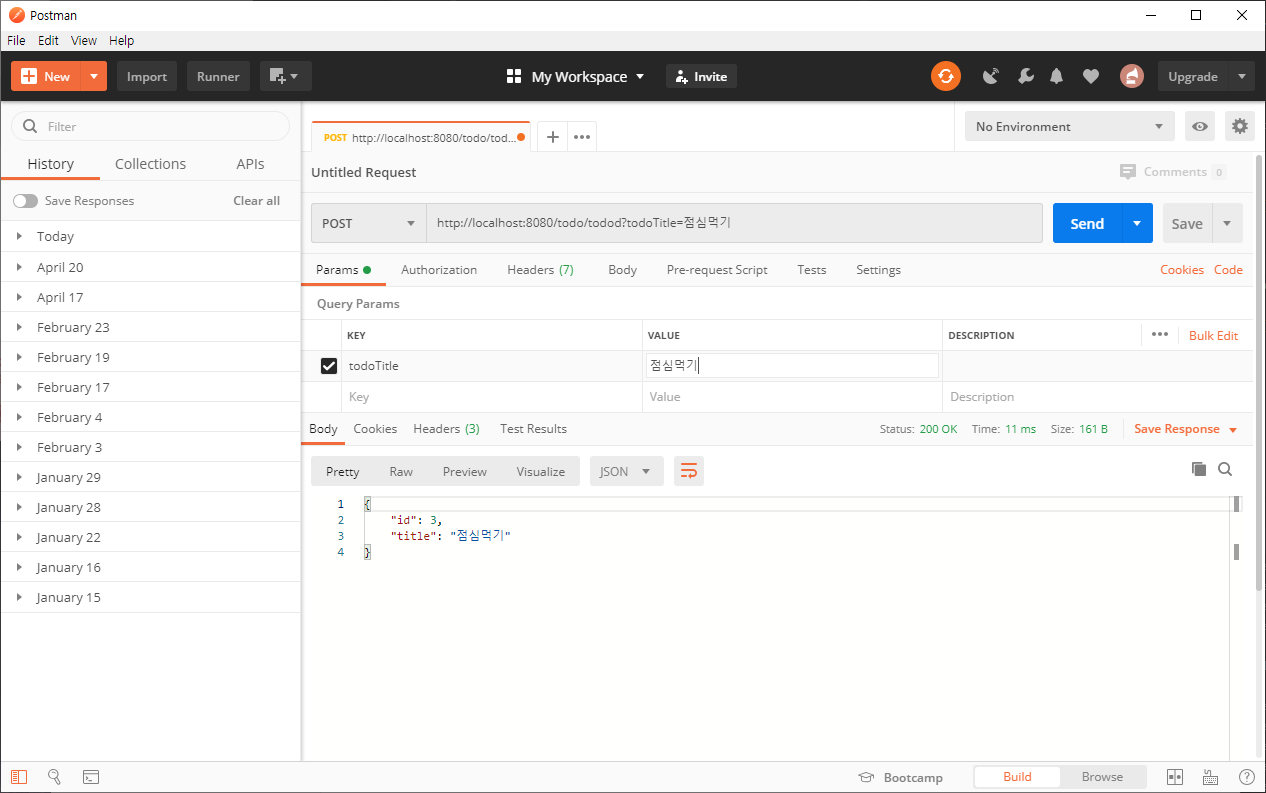 Postman
File Edit View Help
New Import Runner My Workspace Invite Upgrade
Filter
History Collections APIs
Save Responses Clear all
Today
April 20
April 17
February 23
February 19
February 17
February 4
February 3
January 29
January 28
January 22
January 16
January 15
POST http://localhost:8080/todo/tod... No Environment
Untitled Request Comments 0
POST http://localhost:8080/todo/todod?todoTitle=점심먹기 Send Save
Params Authorization Headers (7) Body Pre-request Script Tests Settings Cookies Code
Query Params
KEY VALUE DESCRIPTION Bulk Edit
todoTitle 점심먹기
Key Value Description
Body Cookies Headers (3) Test Results Status: 200 OK Time: 11 ms Size: 161 B Save Response
Pretty Raw Preview Visualize JSON
1 {
2 "id": 3,
3 "title": "점심먹기"
4 }
Bootcamp Build Browse